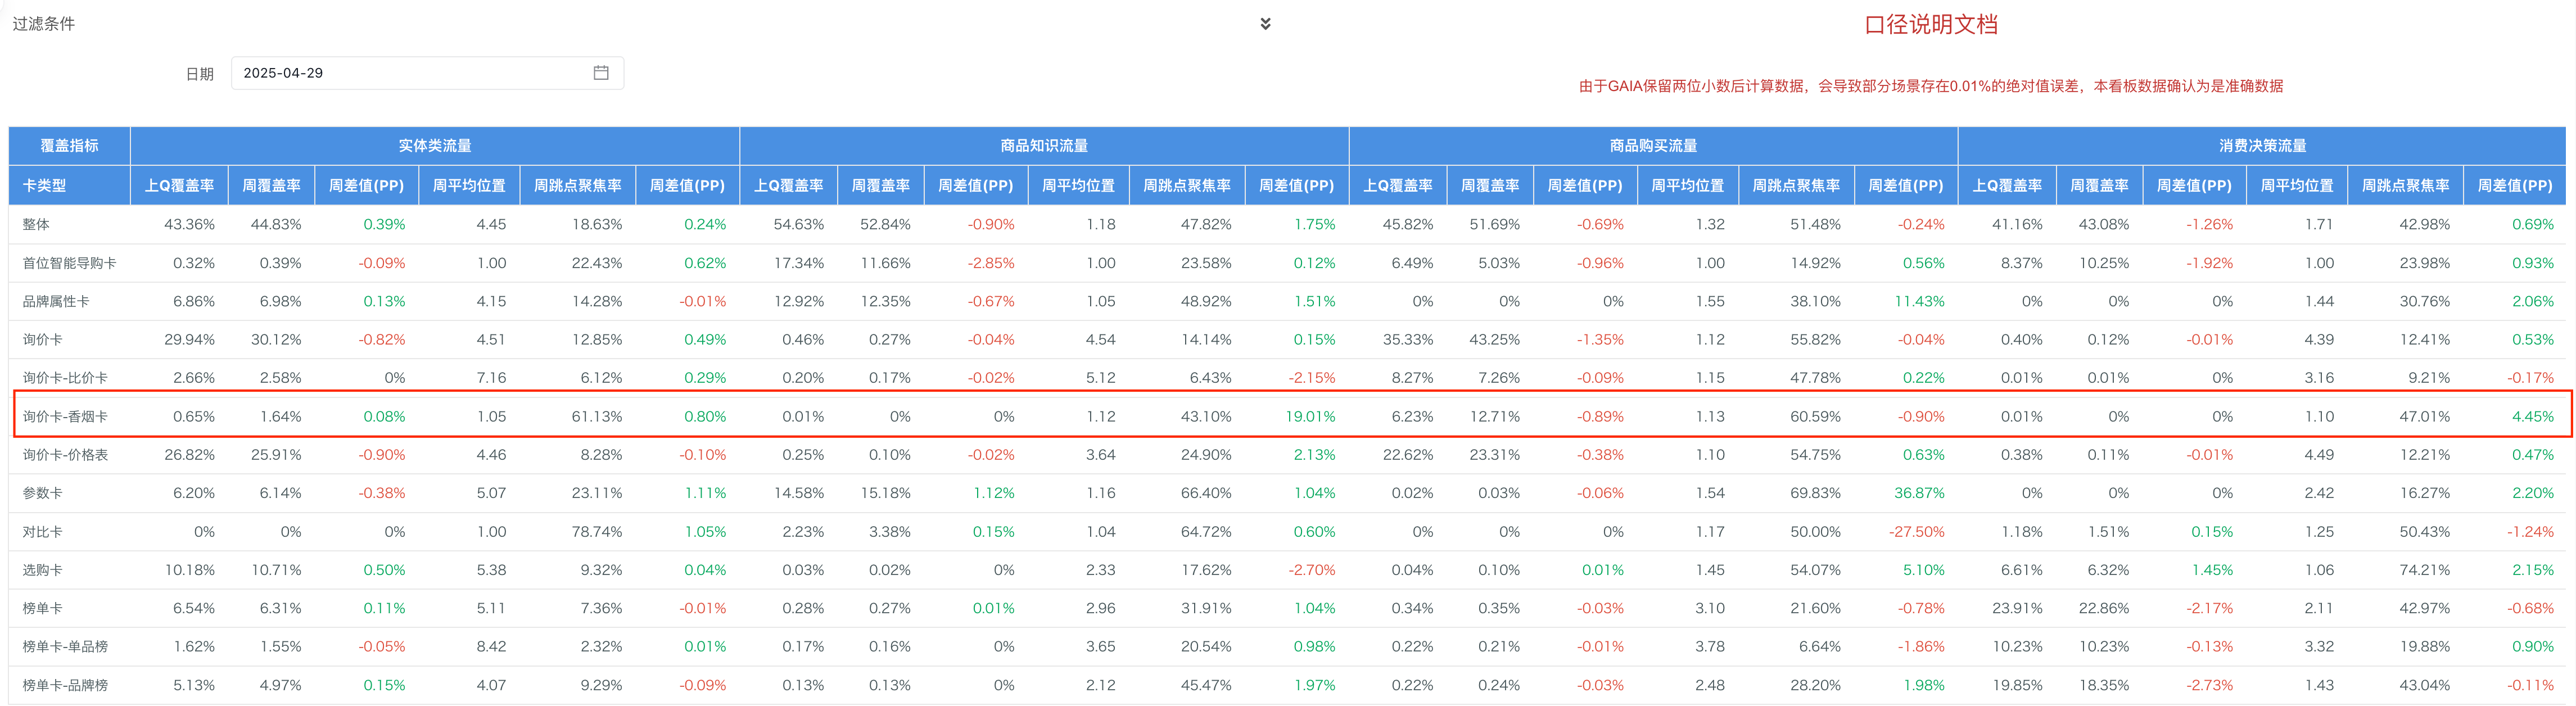 过滤条件
口径说明文档
日期 2025-04-29
由于GAIA保留两位小数后计算数据，会导致部分场景存在0.01%的绝对值误差，本看板数据确认为是准确数据
覆盖指标 实体类流量 商品知识流量 商品购买流量 消费决策流量
卡类型 上Q覆盖率 周覆盖率 周差值(PP) 周平均位置 周跳点聚焦率 周差值(PP) 上Q覆盖率 周覆盖率 周差值(PP) 周平均位置 周跳点聚焦率 周差值(PP) 上Q覆盖率 周覆盖率 周差值(PP) 周平均位置 周跳点聚焦率 周差值(PP) 上Q覆盖率 周覆盖率 周差值(PP) 周平均位置 周跳点聚焦率 周差值(PP)
整体 43.36% 44.83% 0.39% 4.45 18.63% 0.24% 54.63% 52.84% -0.90% 1.18 47.82% 1.75% 45.82% 51.69% -0.69% 1.32 51.48% -0.24% 41.16% 43.08% -1.26% 1.71 42.98% 0.69%
首位智能导购卡 0.32% 0.39% -0.09% 1.00 22.43% 0.62% 17.34% 11.66% -2.85% 1.00 23.58% 0.12% 6.49% 5.03% -0.96% 1.00 14.92% 0.56% 8.37% 10.25% -1.92% 1.00 23.98% 0.93%
品牌属性卡 6.86% 6.98% 0.13% 4.15 14.28% -0.01% 12.92% 12.35% -0.67% 1.05 48.92% 1.51% 0% 0% 0% 1.55 38.10% 11.43% 0% 0% 0% 1.44 30.76% 2.06%
询价卡 29.94% 30.12% -0.82% 4.51 12.85% 0.49% 0.46% 0.27% -0.04% 4.54 14.14% 0.15% 35.33% 43.25% -1.35% 1.12 55.82% -0.04% 0.40% 0.12% -0.01% 4.39 12.41% 0.53%
询价卡-比价卡 2.66% 2.58% 0% 7.16 6.12% 0.29% 0.20% 0.17% -0.02% 5.12 6.43% -2.15% 8.27% 7.26% -0.09% 1.15 47.78% 0.22% 0.01% 0.01% 0% 3.16 9.21% -0.17%
询价卡-香烟卡 0.65% 1.64% 0.08% 1.05 61.13% 0.80% 0.01% 0% 0% 1.12 43.10% 19.01% 6.23% 12.71% -0.89% 1.13 60.59% -0.90% 0.01% 0% 0% 1.10 47.01% 4.45%
询价卡-价格表 26.82% 25.91% -0.90% 4.46 8.28% -0.10% 0.25% 0.10% -0.02% 3.64 24.90% 2.13% 22.62% 23.31% -0.38% 1.10 54.75% 0.63% 0.38% 0.11% -0.01% 4.49 12.21% 0.47%
参数卡 6.20% 6.14% -0.38% 5.07 23.11% 1.11% 14.58% 15.18% 1.12% 1.16 66.40% 1.04% 0.02% 0.03% -0.06% 1.54 69.83% 36.87% 0% 0% 0% 2.42 16.27% 2.20%
对比卡 0% 0% 0% 1.00 78.74% 1.05% 2.23% 3.38% 0.15% 1.04 64.72% 0.60% 0% 0% 0% 1.17 50.00% -27.50% 1.18% 1.51% 0.15% 1.25 50.43% -1.24%
选购卡 10.18% 10.71% 0.50% 5.38 9.32% 0.04% 0.03% 0.02% 0% 2.33 17.62% -2.70% 0.04% 0.10% 0.01% 1.45 54.07% 5.10% 6.61% 6.32% 1.45% 1.06 74.21% 2.15%
榜单卡 6.54% 6.31% 0.11% 5.11 7.36% -0.01% 0.28% 0.27% 0.01% 2.96 31.91% 1.04% 0.34% 0.35% -0.03% 3.10 21.60% -0.78% 23.91% 22.86% -2.17% 2.11 42.97% -0.68%
榜单卡-单品榜 1.62% 1.55% -0.05% 8.42 2.32% 0.01% 0.17% 0.16% 0% 3.65 20.54% 0.98% 0.22% 0.21% -0.01% 3.78 6.64% -1.86% 10.23% 10.23% -0.13% 3.32 19.88% 0.90%
榜单卡-品牌榜 5.13% 4.97% 0.15% 4.07 9.29% -0.09% 0.13% 0.13% 0% 2.12 45.47% 1.97% 0.22% 0.24% -0.03% 2.48 28.20% 1.98% 19.85% 18.35% -2.73% 1.43 43.04% -0.11%